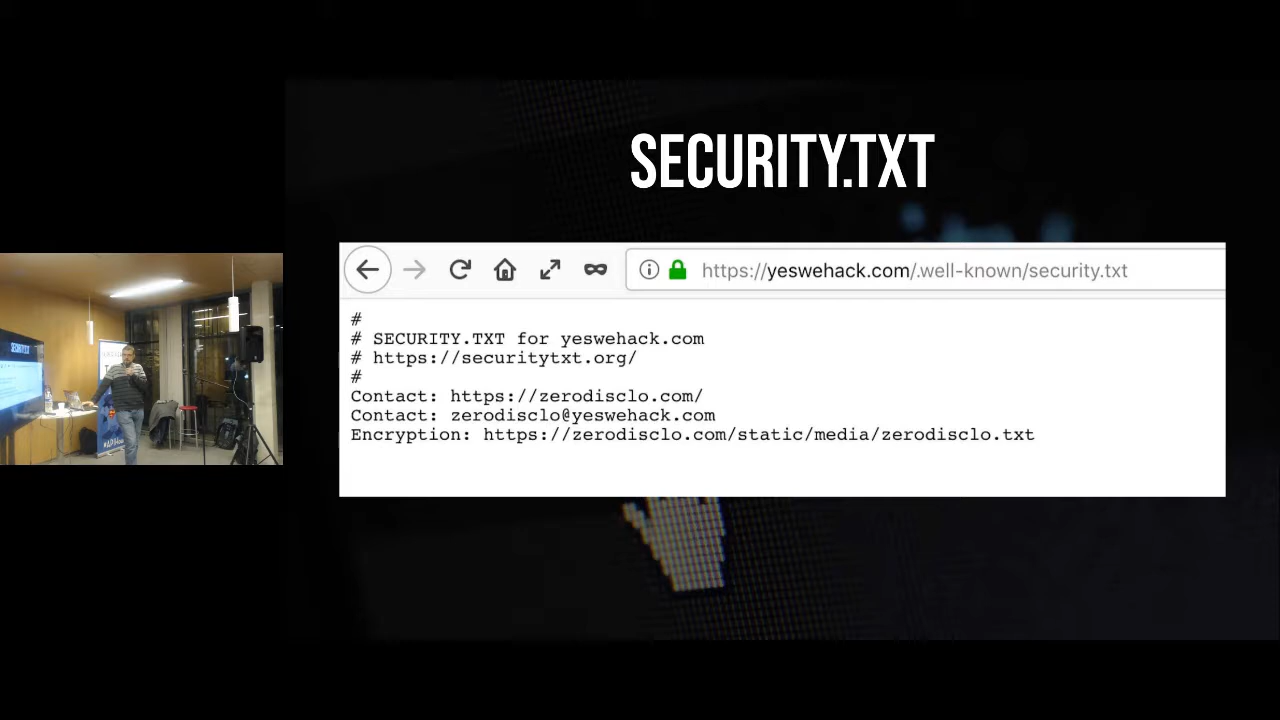 SECURITY.TXT
https://yeswehack.com/.well-known/security.txt
#
# SECURITY.TXT for yeswehack.com
# https://securitytxt.org/
#
Contact: https://zerodisclo.com/
Contact: zerodisclo@yeswehack.com
Encryption: https://zerodisclo.com/static/media/zerodisclo.txt